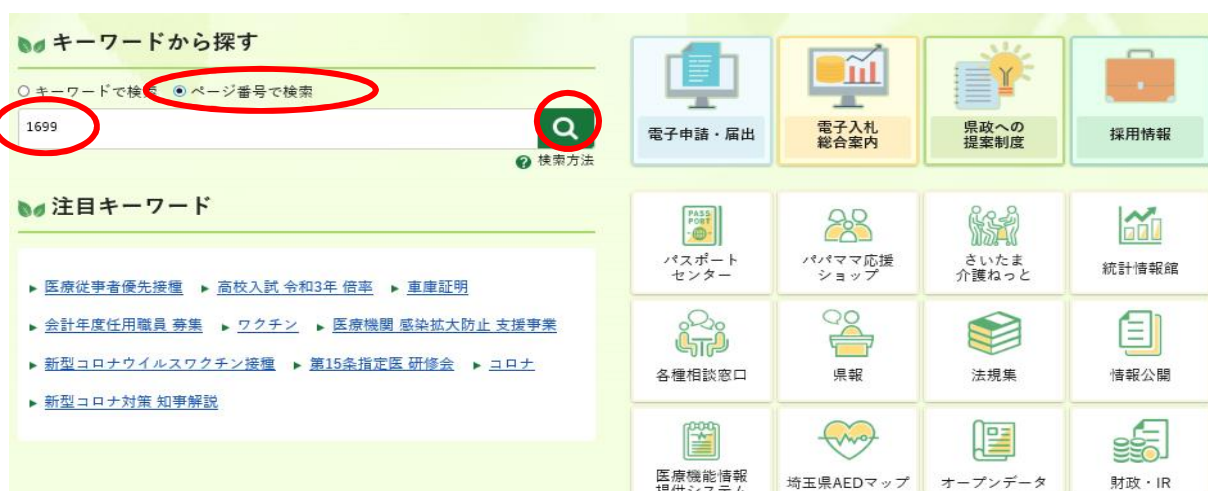 キーワードから探す
キーワードで検索 ページ番号で検索
1699
検索方法
注目キーワード
医療従事者優先接種 高校入試 令和3年 倍率 車庫証明
会計年度任用職員 募集 ワクチン 医療機関 感染拡大防止 支援事業
新型コロナウイルスワクチン接種 第15条指定医 研修会 コロナ
新型コロナ対策 知事解説
電子申請・届出
電子入札
総合案内
県政への
提案制度
採用情報
PASS
PORT
パスポート
センター
パパママ応援
ショップ
さいたま
介護ねっと
統計情報館
各種相談窓口
県報
法規集
情報公開
医療機能情報
提供システム
埼玉県AEDマップ
オープンデータ
財政・IR